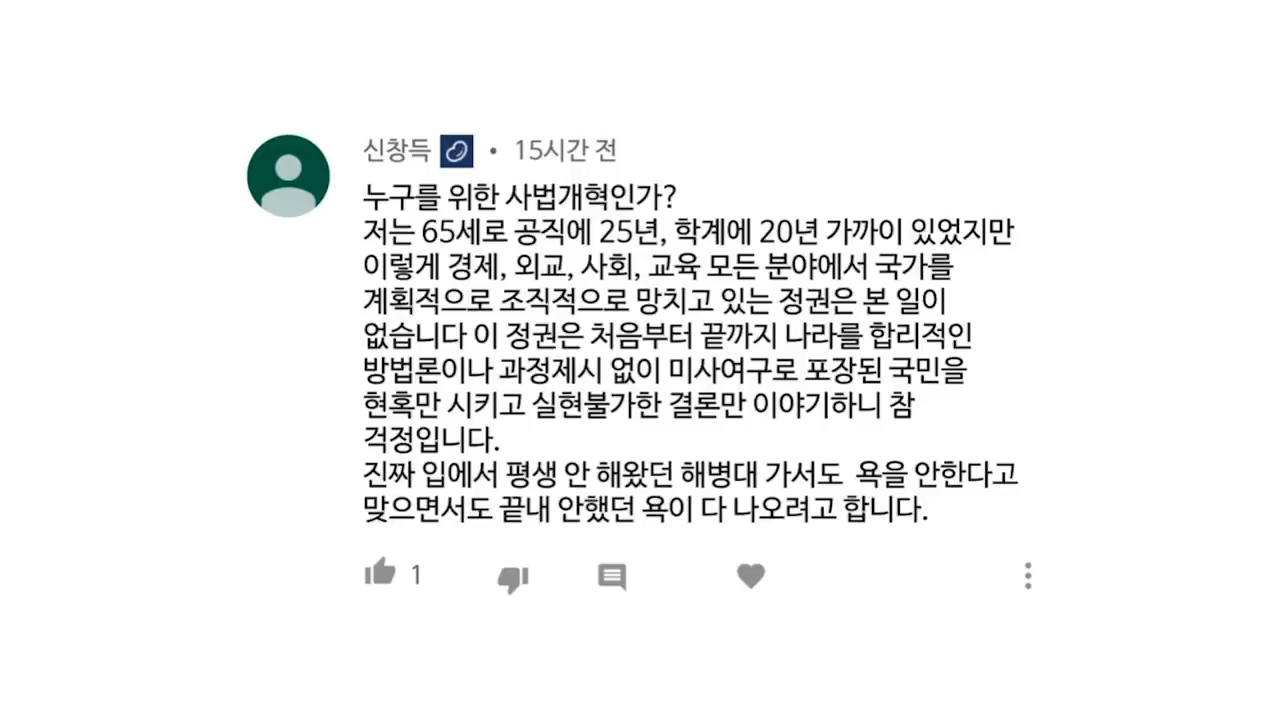 신창득 • 15시간 전
누구를 위한 사법개혁인가?
저는 65세로 공직에 25년, 학계에 20년 가까이 있었지만
이렇게 경제, 외교, 사회, 교육 모든 분야에서 국가를
계획적으로 조직적으로 망치고 있는 정권은 본 일이
없습니다 이 정권은 처음부터 끝까지 나라를 합리적인
방법론이나 과정제시 없이 미사여구로 포장된 국민을
현혹만 시키고 실현불가한 결론만 이야기하니 참
걱정입니다.
진짜 입에서 평생 안 해왔던 해병대 가서도 욕을 안한다고
맞으면서도 끝내 안했던 욕이 다 나오려고 합니다.
1